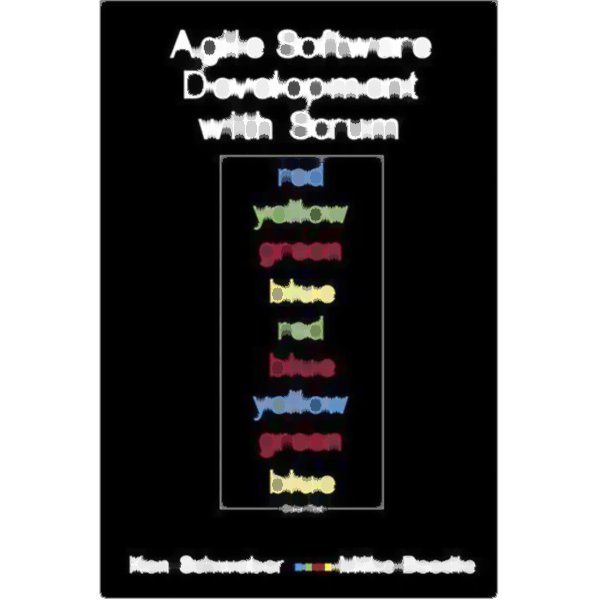 Agile Software
Development
with Scrum
red
yellow
green
blue
red
blue
yellow
green
blue
Ken Schwaber Mike Beedle